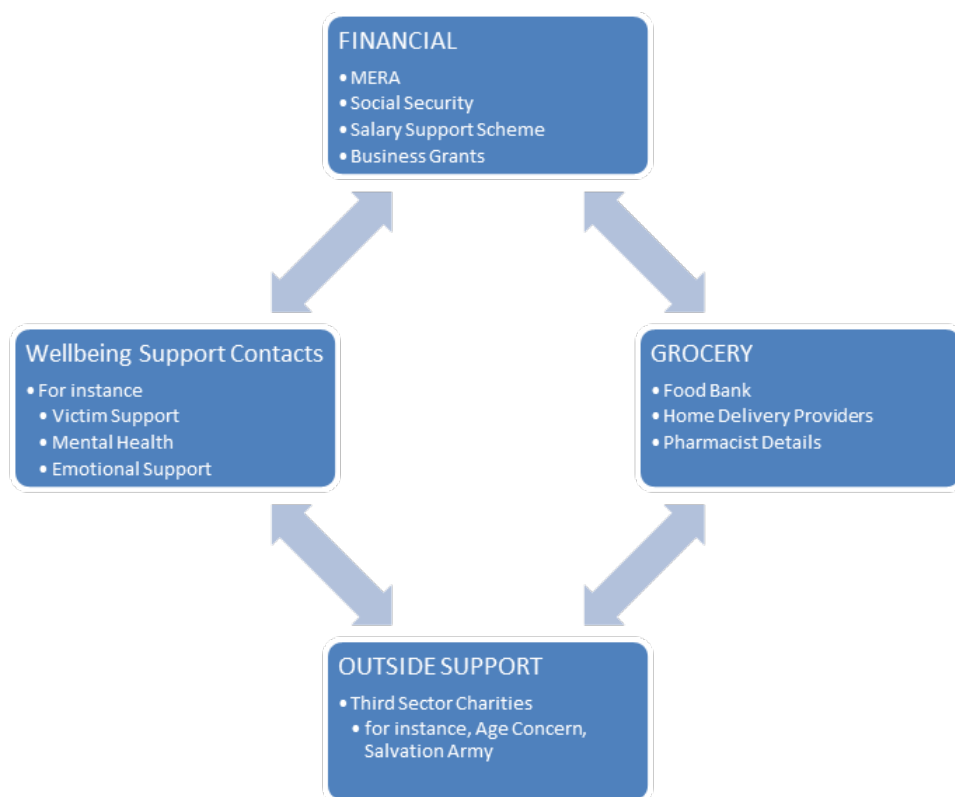 FINANCIAL
• MERA
• Social Security
• Salary Support Scheme
• Business Grants
Wellbeing Support Contacts
• For instance
• Victim Support
• Mental Health
• Emotional Support
GROCERY
• Food Bank
• Home Delivery Providers
• Pharmacist Details
OUTSIDE SUPPORT
• Third Sector Charities
• for instance, Age Concern,
Salvation Army